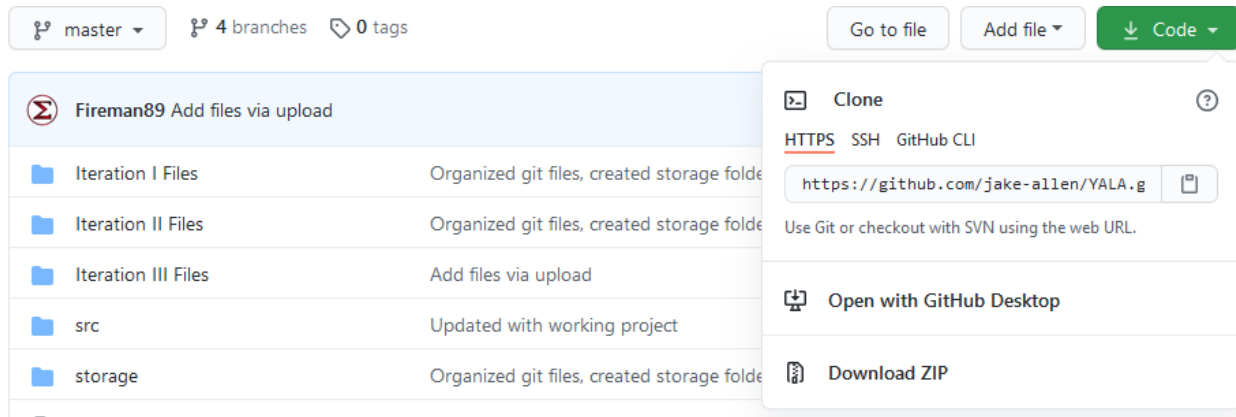 master 4 branches 0 tags Go to file Add file Code
Fireman89 Add files via upload
Iteration I Files Organized git files, created storage folde
Iteration II Files Organized git files, created storage folde
Iteration III Files Add files via upload
src Updated with working project
storage Organized git files, created storage folde
Clone
HTTPS SSH GitHub CLI
https://github.com/jake-allen/YALA.g
Use Git or checkout with SVN using the web URL.
Open with GitHub Desktop
Download ZIP